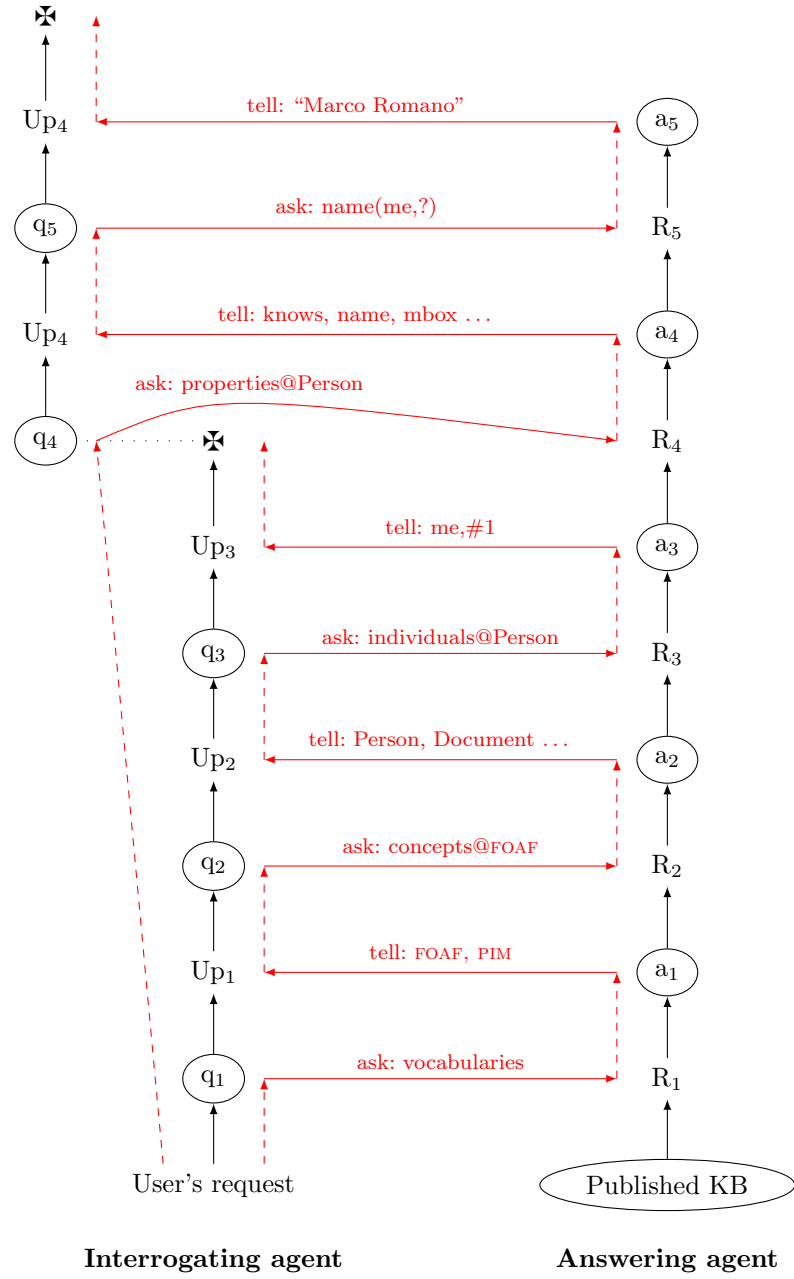 ✠
tell: “Marco Romano”
Up₄
a₅
ask: name(me,?)
q₅
R₅
tell: knows, name, mbox …
Up₄
a₄
ask: properties@Person
q₄
✠
R₄
tell: me,#1
Up₃
a₃
ask: individuals@Person
q₃
R₃
tell: Person, Document …
Up₂
a₂
ask: concepts@FOAF
q₂
R₂
tell: FOAF, PIM
Up₁
a₁
ask: vocabularies
q₁
R₁
User's request
Published KB
Interrogating agent
Answering agent